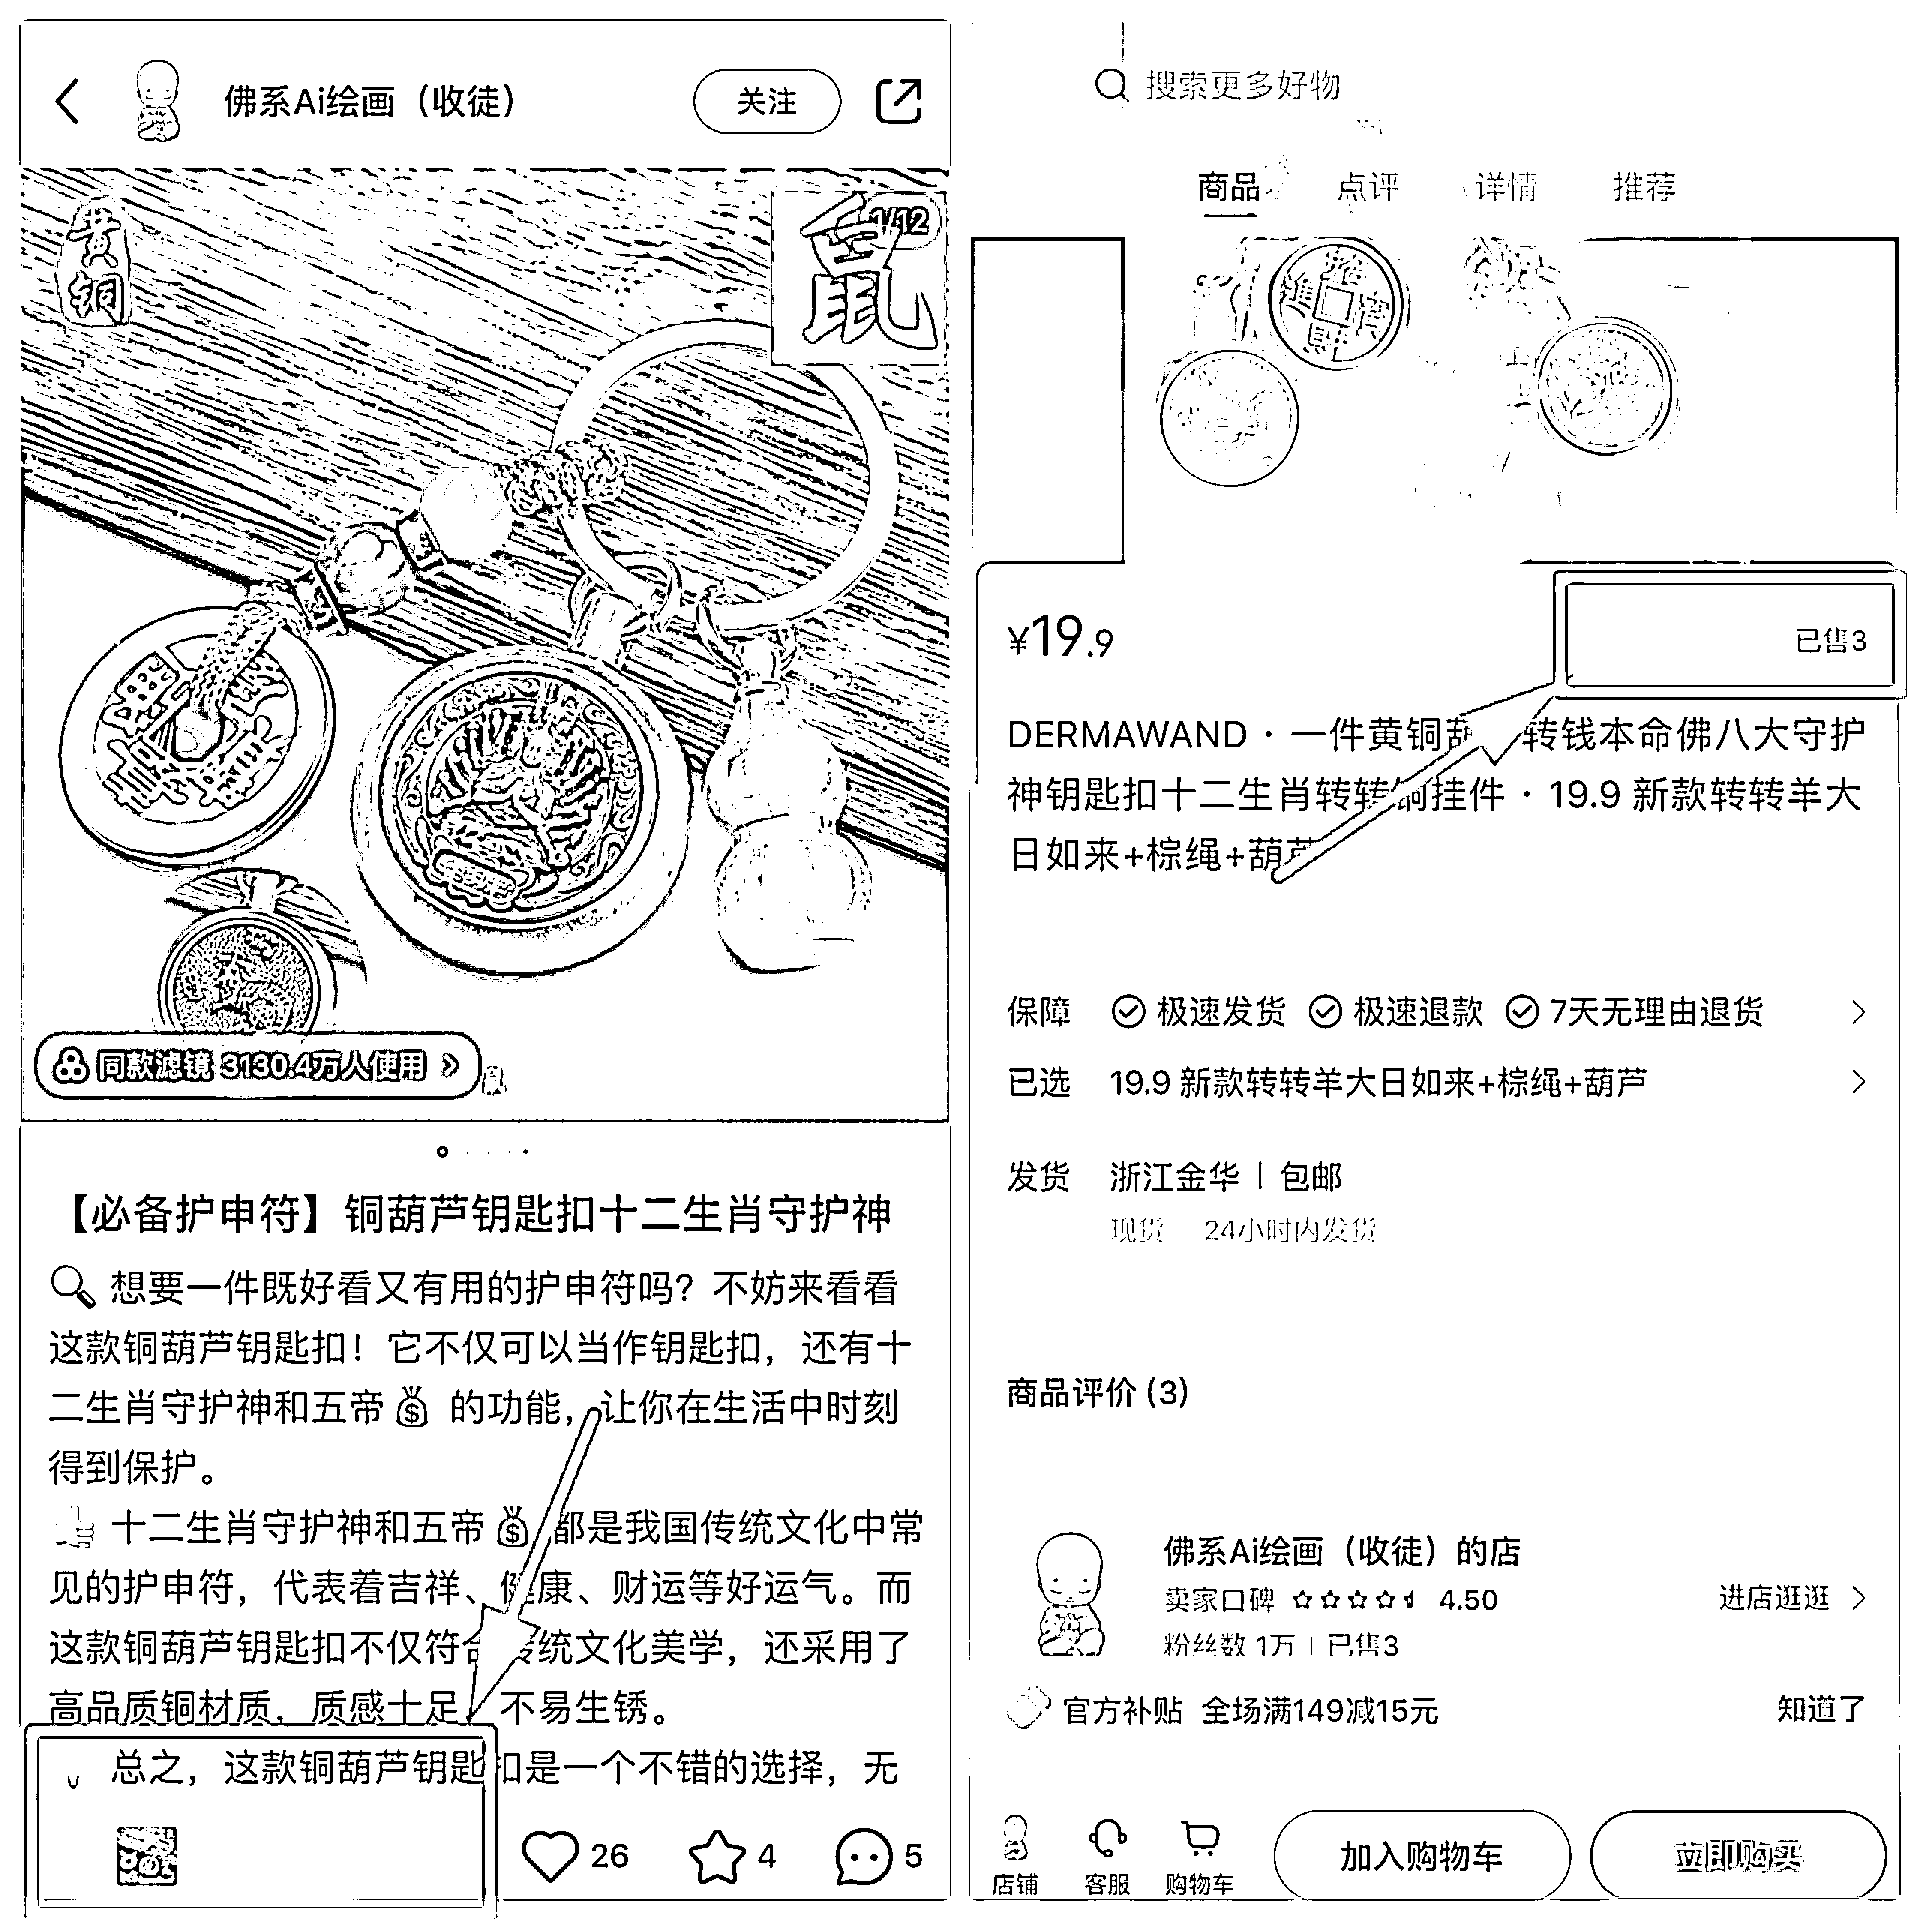 佛系Ai绘画（收徒）
关注
黄铜
鼠
1/12
同款滤镜 3130.4万人使用
【必备护申符】铜葫芦钥匙扣十二生肖守护神
想要一件既好看又有用的护申符吗？不妨来看看
这款铜葫芦钥匙扣！它不仅可以当作钥匙扣，还有十
二生肖守护神和五帝 的功能，让你在生活中时刻
得到保护。
十二生肖守护神和五帝 都是我国传统文化中常
见的护申符，代表着吉祥、健康、财运等好运气。而
这款铜葫芦钥匙扣不仅符合传统文化美学，还采用了
高品质铜材质，质感十足，不易生锈。
总之，这款铜葫芦钥匙扣是一个不错的选择，无
26
4
5
搜索更多好物
商品
点评
详情
推荐
¥19.9
已售3
DERMAWAND · 一件黄铜葫 转钱本命佛八大守护
神钥匙扣十二生肖转转铜挂件 · 19.9 新款转转羊大
日如来+棕绳+葫芦
保障 极速发货 极速退款 7天无理由退货
已选 19.9 新款转转羊大日如来+棕绳+葫芦
发货 浙江金华 | 包邮
现货 24小时内发货
商品评价 (3)
佛系Ai绘画（收徒）的店
卖家口碑 4.50
进店逛逛
粉丝数 1万 | 已售3
官方补贴 全场满149减15元
知道了
店铺
客服
购物车
加入购物车
立即购买